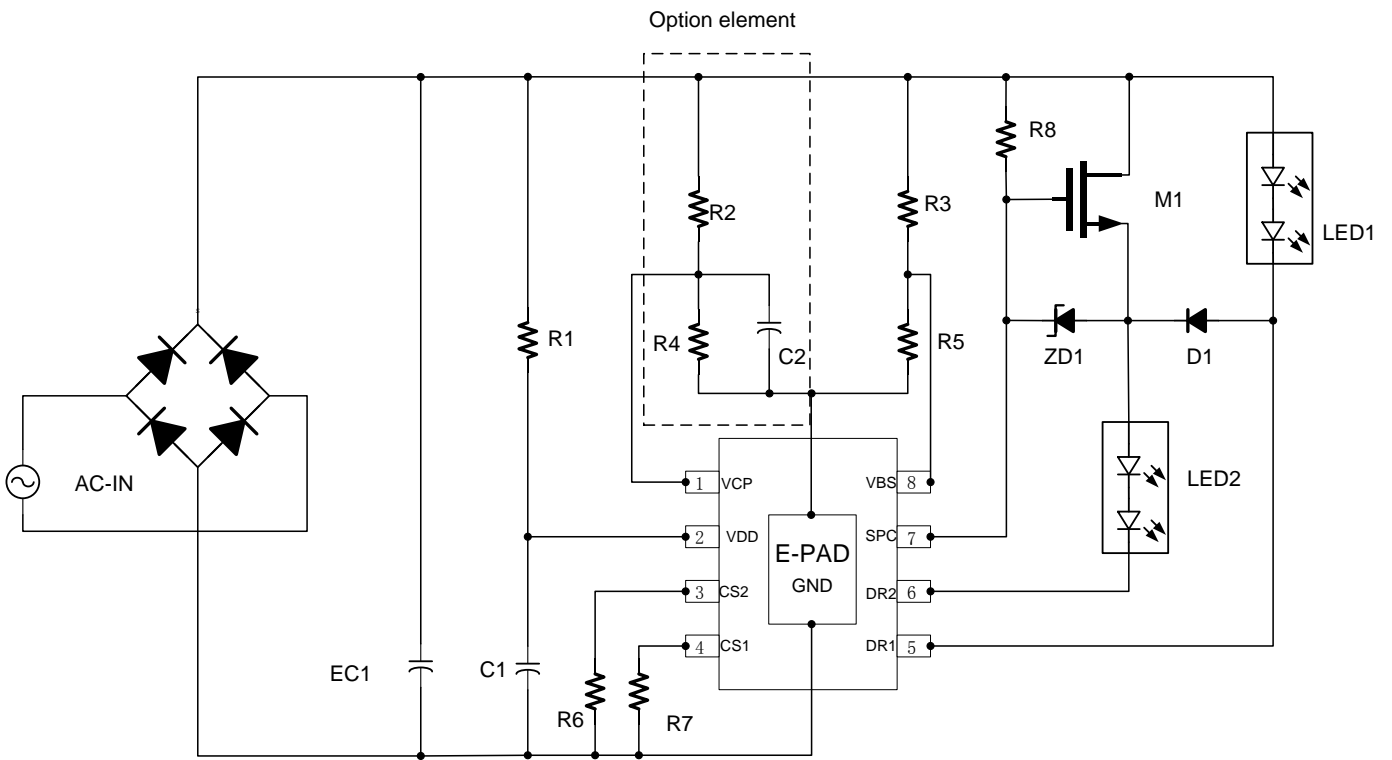 Option element
R8
R2
R3
M1
LED1
R1
R4
C2
R5
ZD1
D1
AC-IN
1 VCP
VBS 8
LED2
2 VDD
SPC 7
E-PAD
GND
3 CS2
DR2 6
4 CS1
DR1 5
EC1
C1
R6
R7